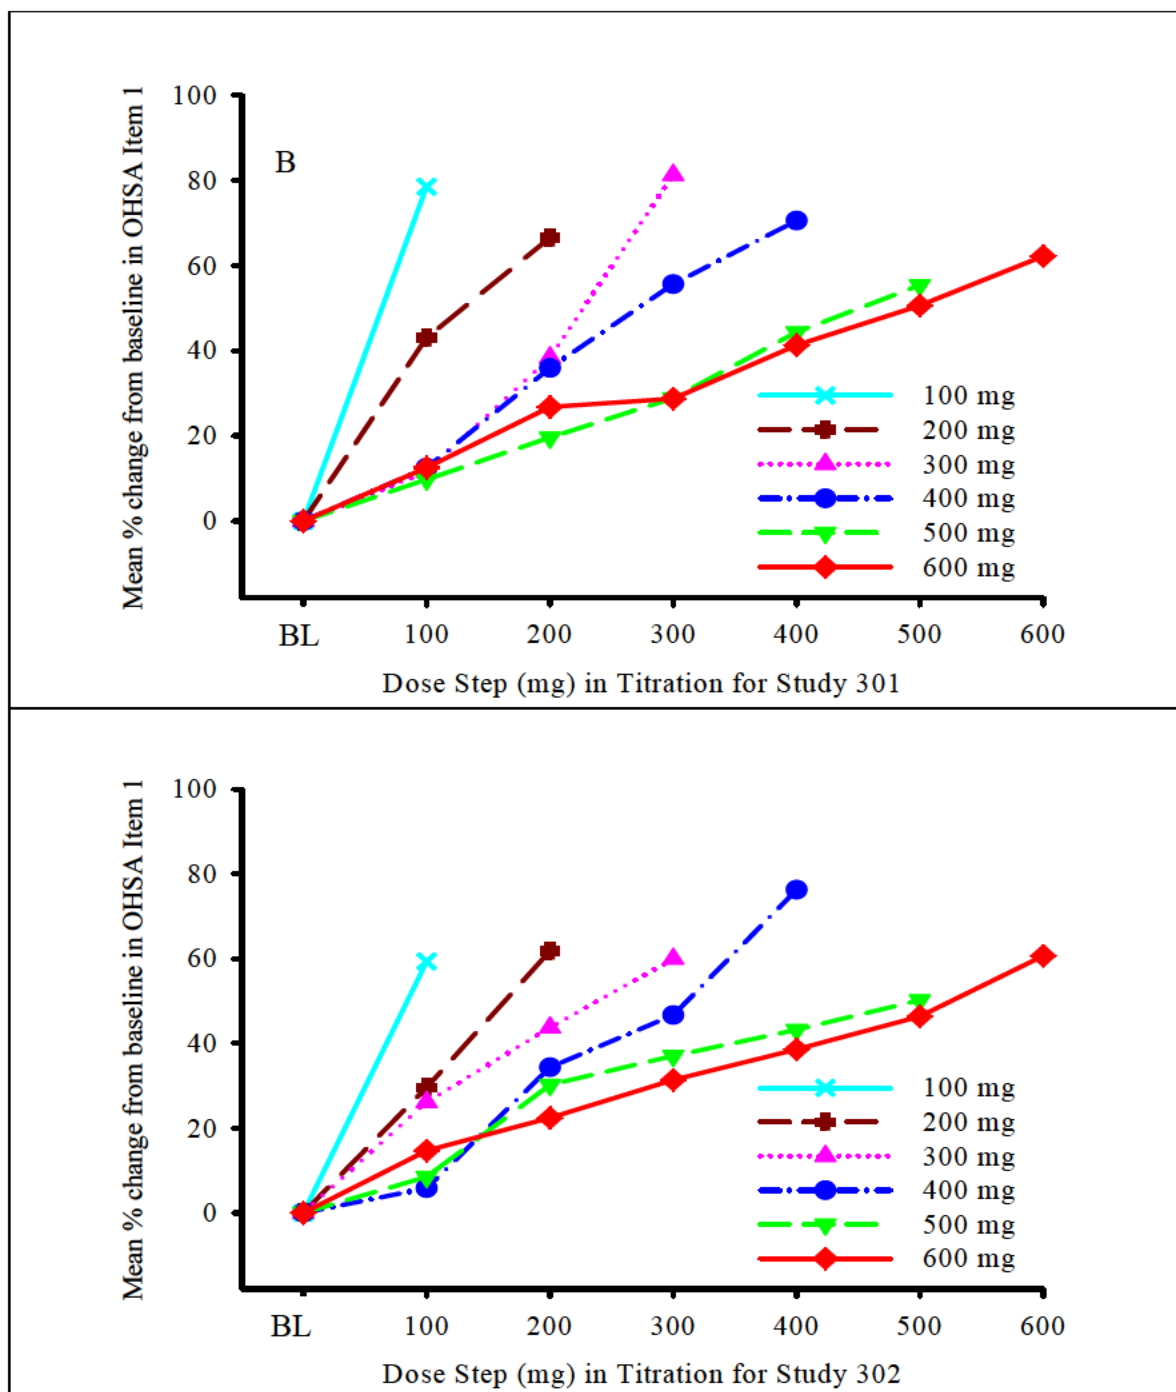 Mean % change from baseline in OHSA Item 1
100
80
60
40
20
0
B
100 mg
200 mg
300 mg
400 mg
500 mg
600 mg
BL 100 200 300 400 500 600
Dose Step (mg) in Titration for Study 301
Mean % change from baseline in OHSA Item 1
100
80
60
40
20
0
100 mg
200 mg
300 mg
400 mg
500 mg
600 mg
BL 100 200 300 400 500 600
Dose Step (mg) in Titration for Study 302